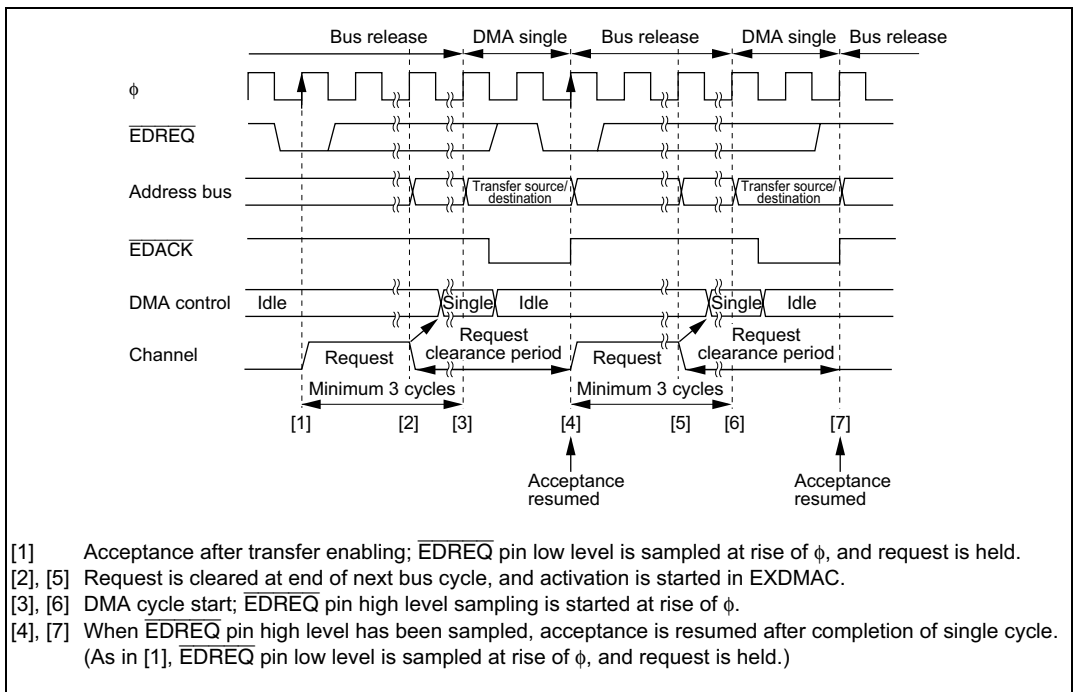 Bus release DMA single Bus release DMA single Bus release
ϕ
EDREQ
Address bus Transfer source/ destination Transfer source/ destination
EDACK
DMA control Idle Single Idle Single Idle
Channel Request Request clearance period Request Request clearance period
Minimum 3 cycles Minimum 3 cycles
[1] [2] [3] [4] [5] [6] [7]
Acceptance resumed Acceptance resumed
[1] Acceptance after transfer enabling; EDREQ pin low level is sampled at rise of ϕ, and request is held.
[2], [5] Request is cleared at end of next bus cycle, and activation is started in EXDMAC.
[3], [6] DMA cycle start; EDREQ pin high level sampling is started at rise of ϕ.
[4], [7] When EDREQ pin high level has been sampled, acceptance is resumed after completion of single cycle.
(As in [1], EDREQ pin low level is sampled at rise of ϕ, and request is held.)